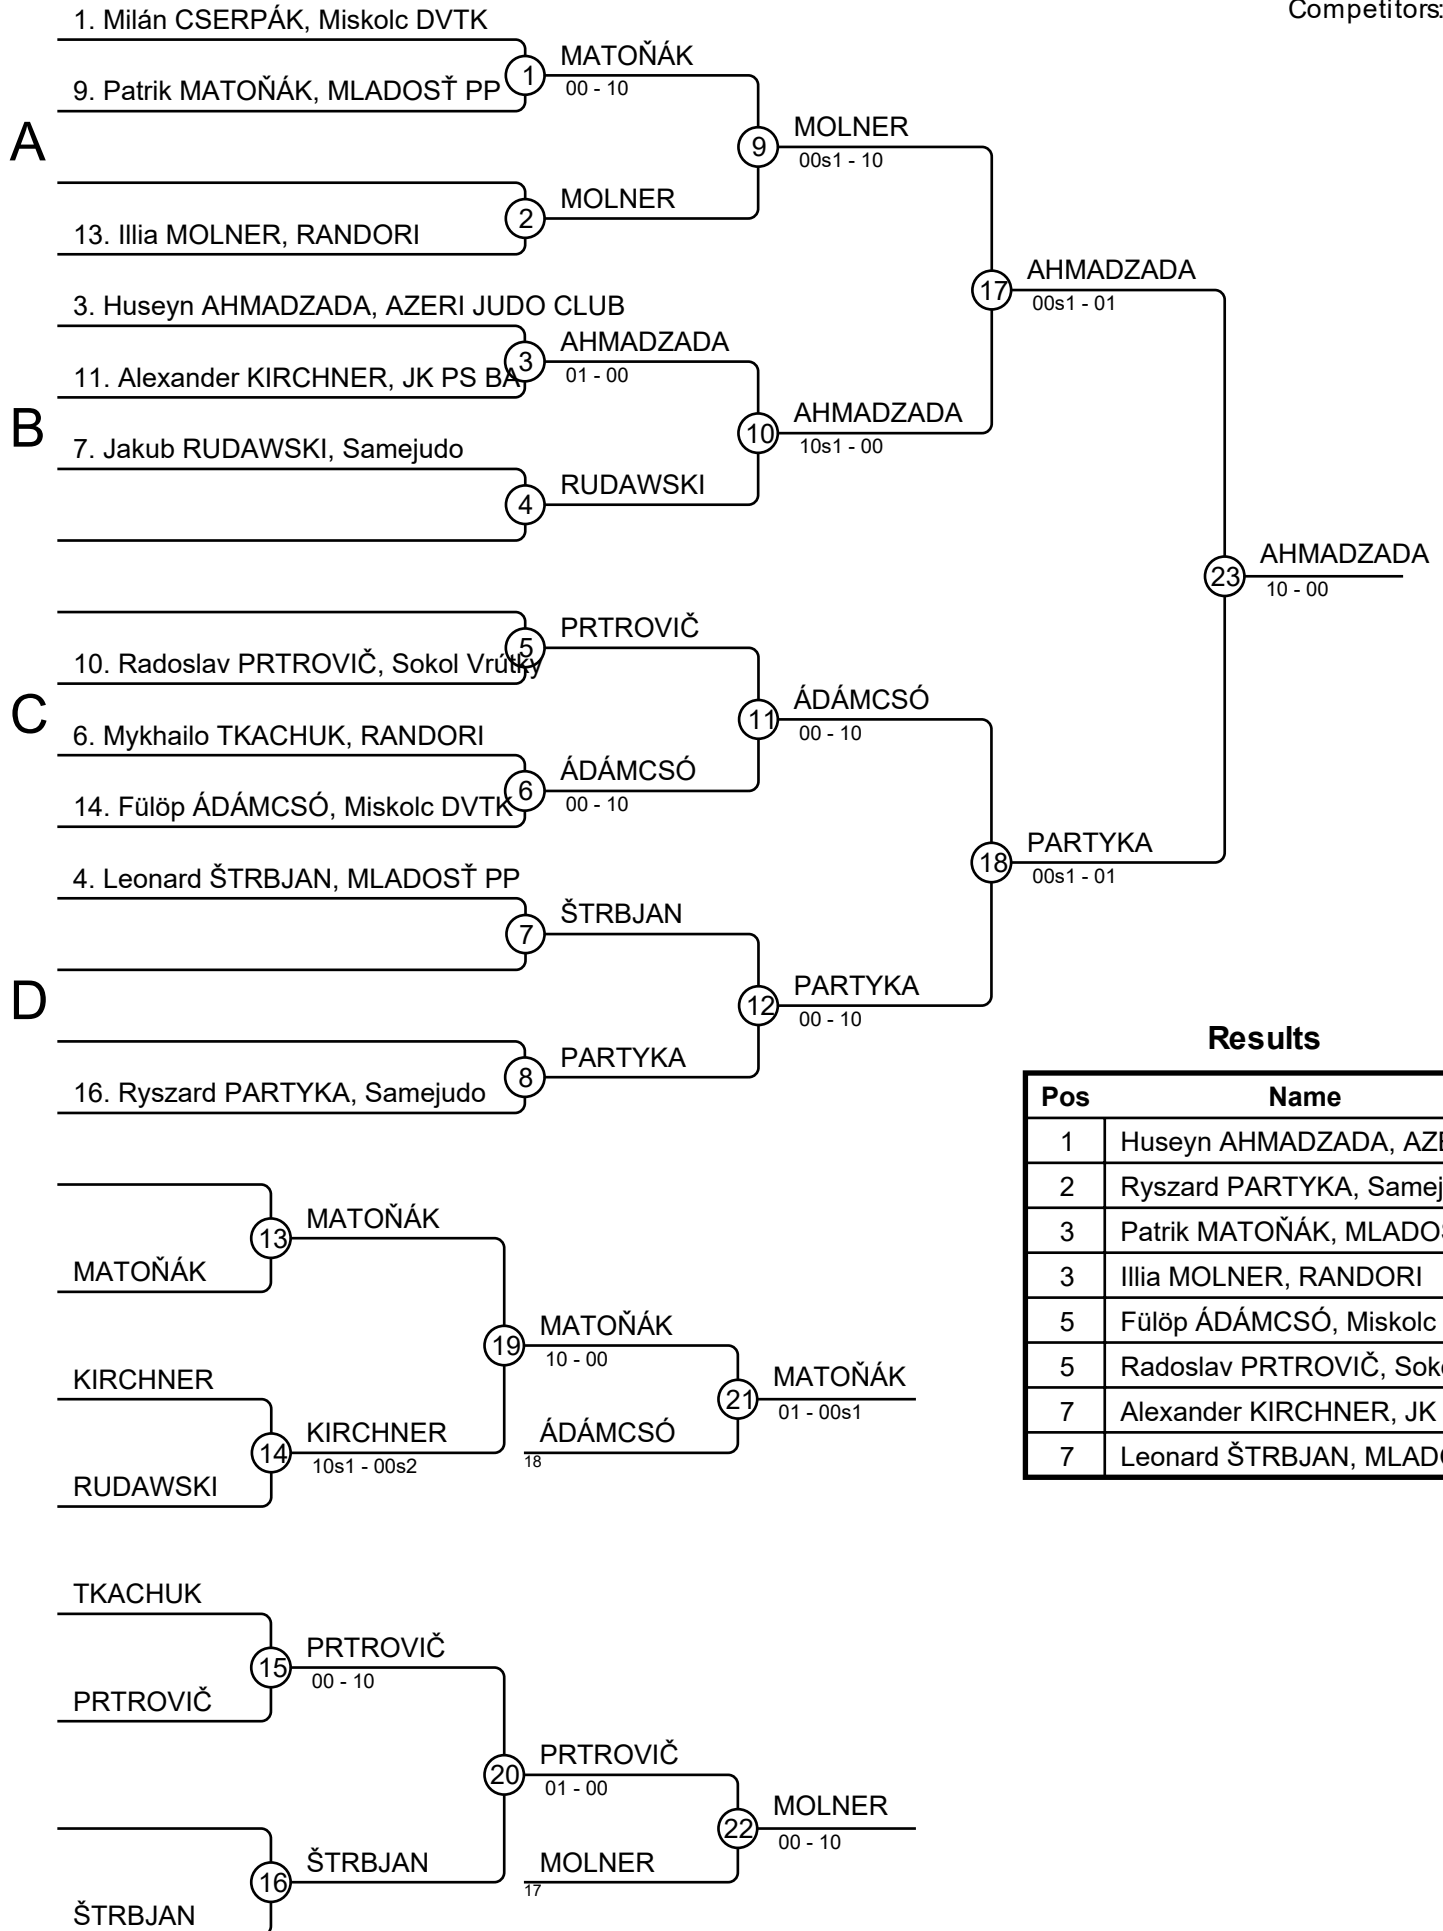 Competitors:
1. Milán CSERPÁK, Miskolc DVTK
1
MATOŇÁK
00 - 10
9. Patrik MATOŇÁK, MLADOSŤ PP
A
9
MOLNER
00s1 - 10
2
MOLNER
13. Illia MOLNER, RANDORI
17
AHMADZADA
00s1 - 01
3. Huseyn AHMADZADA, AZERI JUDO CLUB
3
AHMADZADA
01 - 00
11. Alexander KIRCHNER, JK PS BA
B
10
AHMADZADA
10s1 - 00
7. Jakub RUDAWSKI, Samejudo
4
RUDAWSKI
23
AHMADZADA
10 - 00
5
PRTROVIČ
10. Radoslav PRTROVIČ, Sokol Vrútky
C
11
ÁDÁMCSÓ
00 - 10
6. Mykhailo TKACHUK, RANDORI
6
ÁDÁMCSÓ
00 - 10
14. Fülöp ÁDÁMCSÓ, Miskolc DVTK
18
PARTYKA
00s1 - 01
4. Leonard ŠTRBJAN, MLADOSŤ PP
7
ŠTRBJAN
D
12
PARTYKA
00 - 10
8
PARTYKA
16. Ryszard PARTYKA, Samejudo
Results
Pos Name
1 Huseyn AHMADZADA, AZE
2 Ryszard PARTYKA, Samej
3 Patrik MATOŇÁK, MLADOS
3 Illia MOLNER, RANDORI
5 Fülöp ÁDÁMCSÓ, Miskolc
5 Radoslav PRTROVIČ, Soko
7 Alexander KIRCHNER, JK
7 Leonard ŠTRBJAN, MLADO
13
MATOŇÁK
MATOŇÁK
19
MATOŇÁK
10 - 00
KIRCHNER
14
KIRCHNER
10s1 - 00s2
RUDAWSKI
ÁDÁMCSÓ
18
21
MATOŇÁK
01 - 00s1
TKACHUK
15
PRTROVIČ
00 - 10
PRTROVIČ
20
PRTROVIČ
01 - 00
16
ŠTRBJAN
ŠTRBJAN
MOLNER
17
22
MOLNER
00 - 10